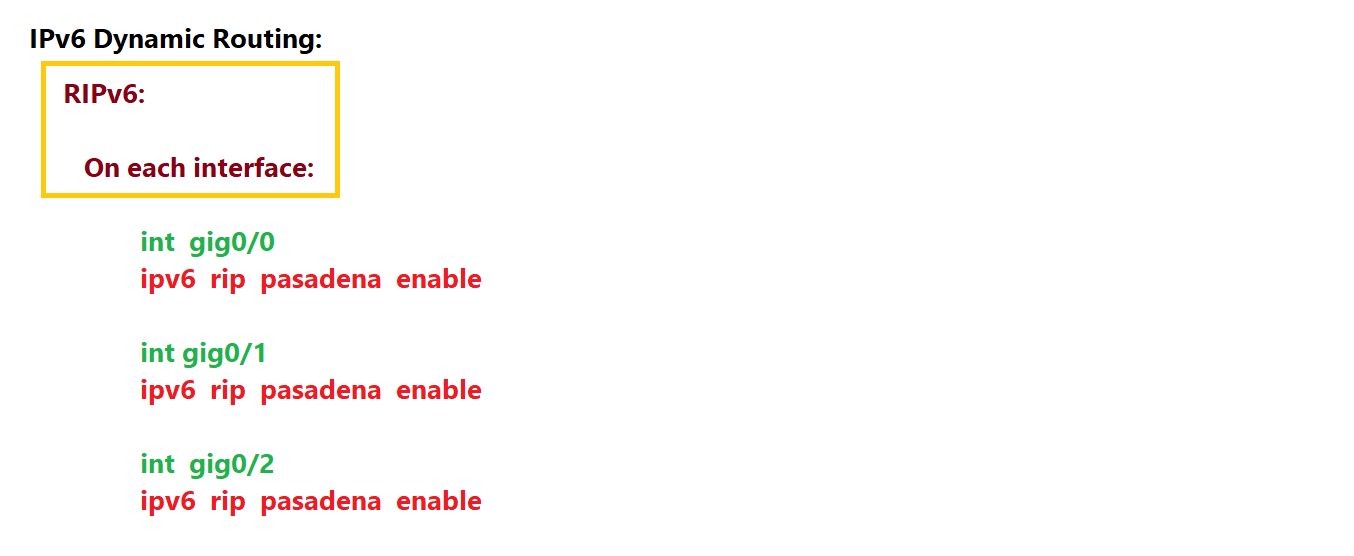 IPv6 Dynamic Routing:
RIPv6:
On each interface:
int  gig0/0
ipv6  rip  pasadena  enable
int gig0/1
ipv6  rip  pasadena  enable
int  gig0/2
ipv6  rip  pasadena  enable